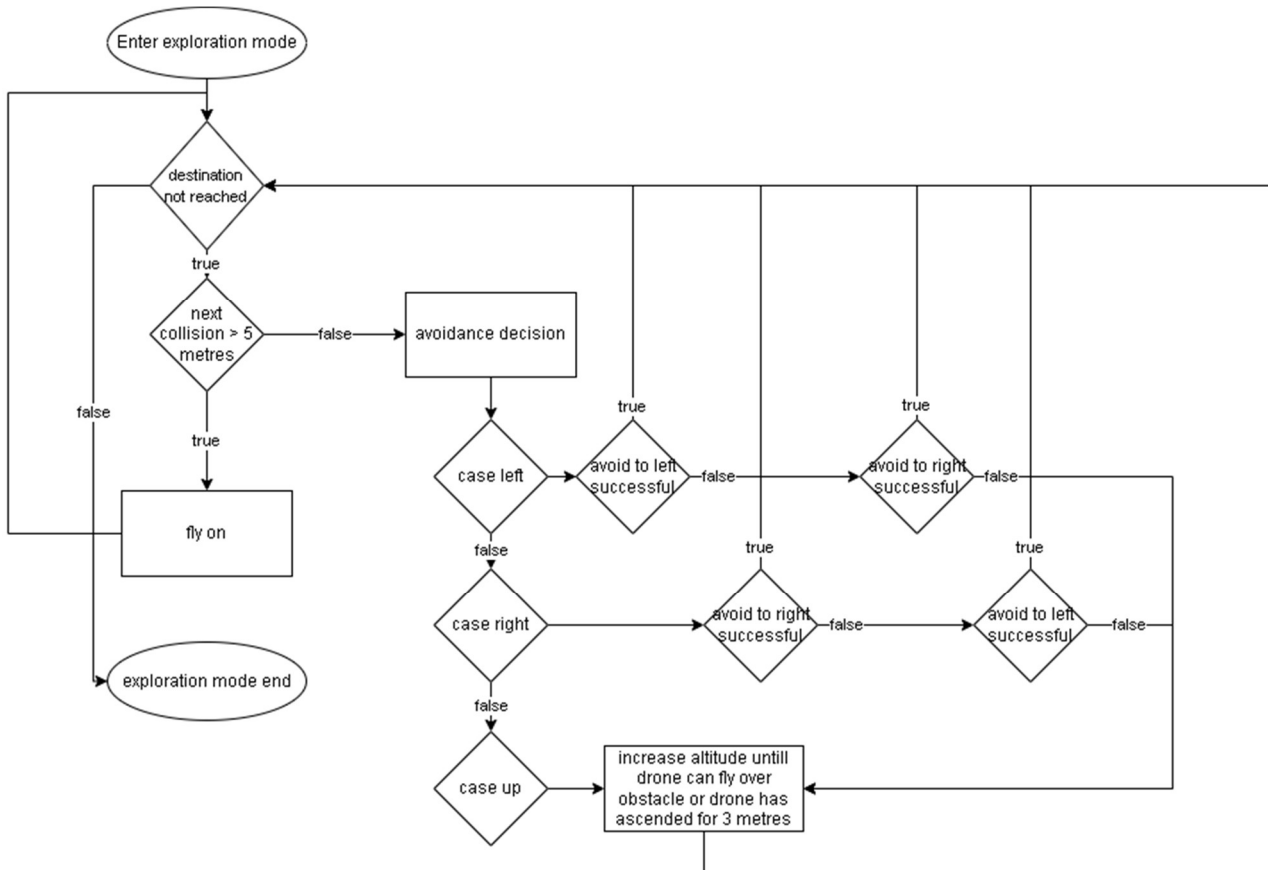 Enter exploration mode
destination
not reached
true
next
collision > 5
metres
false
avoidance decision
false
true
true
true
case left
avoid to left
successful
false
avoid to right
successful
false
fly on
false
true
true
case right
avoid to right
successful
false
avoid to left
successful
false
exploration mode end
false
case up
increase altitude untill
drone can fly over
obstacle or drone has
ascended for 3 metres